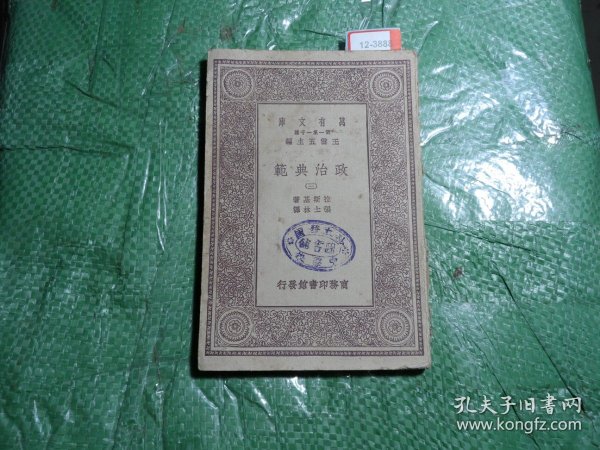 12-3888
萬有文庫
第一集一千種
王雲五主編
政治典範
(三)
拉斯基著
張士林譯
商務印書館發行
孔夫子旧书网
www.kongfz.com